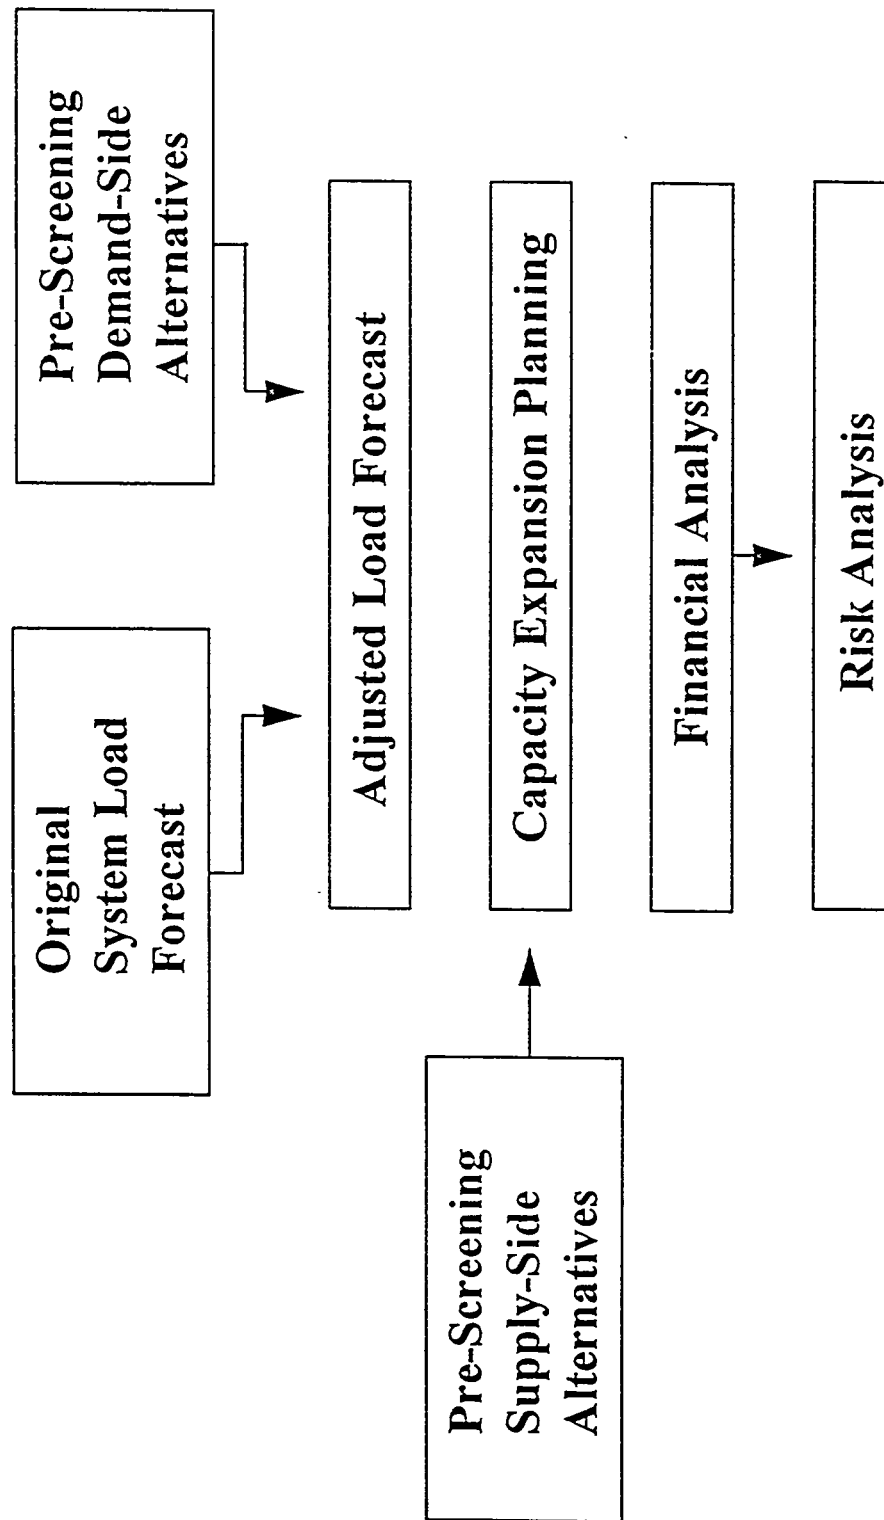 Original
System Load
Forecast
Pre-Screening
Demand-Side
Alternatives
Adjusted Load Forecast
Pre-Screening
Supply-Side
Alternatives
Capacity Expansion Planning
Financial Analysis
Risk Analysis